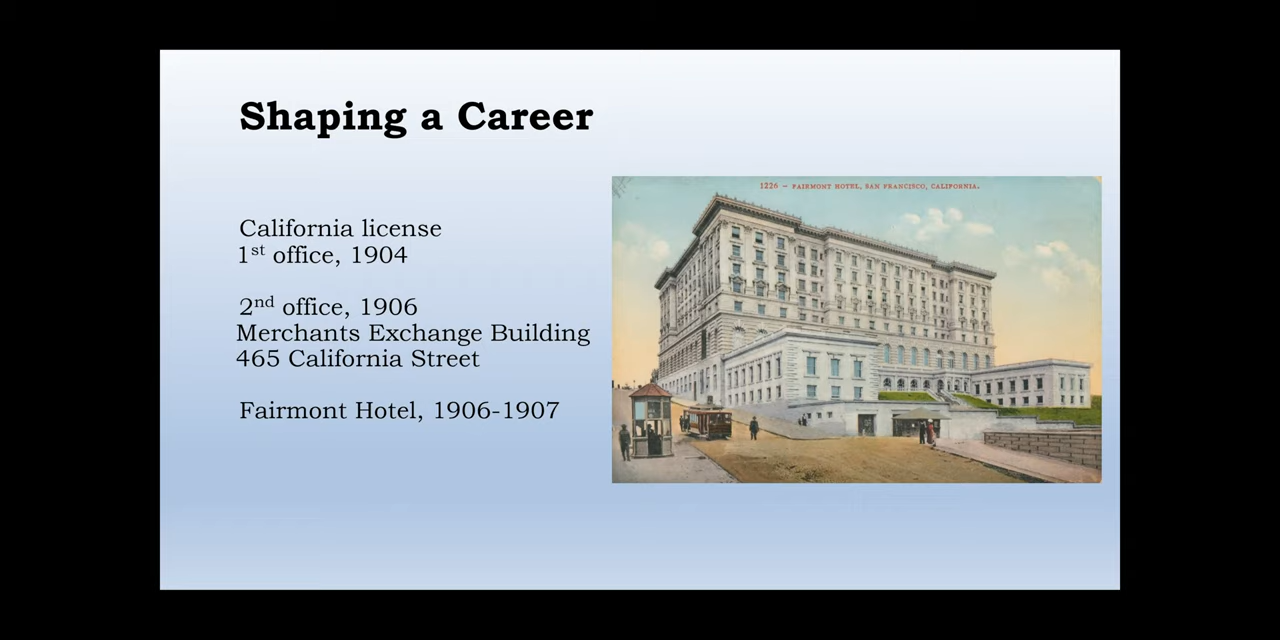 Shaping a Career
California license
1st office, 1904
2nd office, 1906
Merchants Exchange Building
465 California Street
Fairmont Hotel, 1906-1907
1226 – FAIRMONT HOTEL, SAN FRANCISCO, CALIFORNIA.